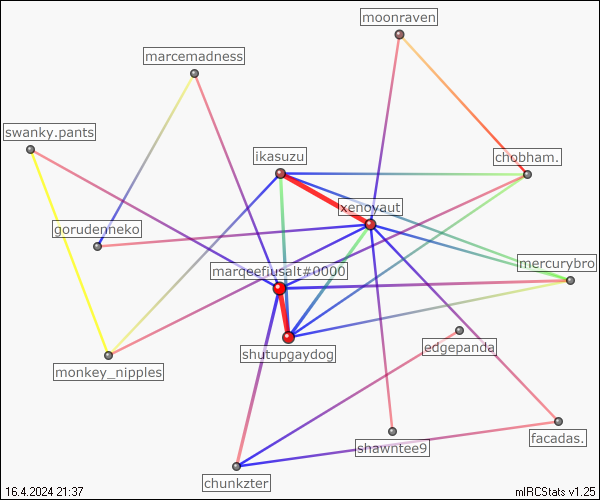 moonraven
marcemadness
swanky.pants
ikasuzu
chobham.
xenovaut
gorudenneko
marqeefiusalt#0000
mercurybro
shutupgaydog
edgepanda
monkey_nipples
facadas.
shawntee9
chunkzter
16.4.2024 21:37
mIRCStats v1.25